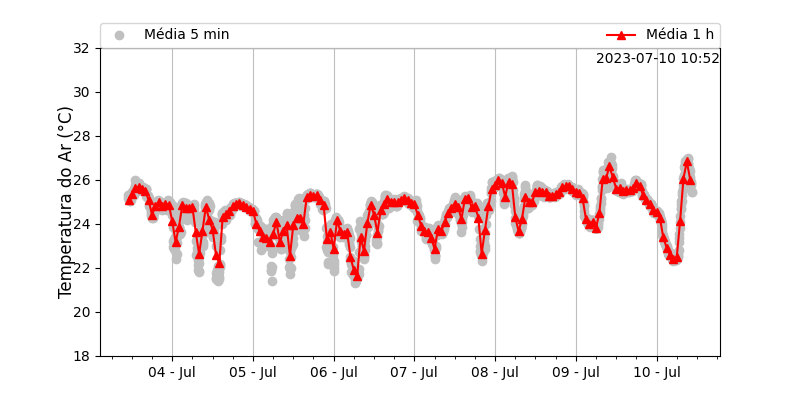 Média 5 min
Média 1 h
2023-07-10 10:52
Temperatura do Ar (°C)
32
30
28
26
24
22
20
18
04 - Jul
05 - Jul
06 - Jul
07 - Jul
08 - Jul
09 - Jul
10 - Jul